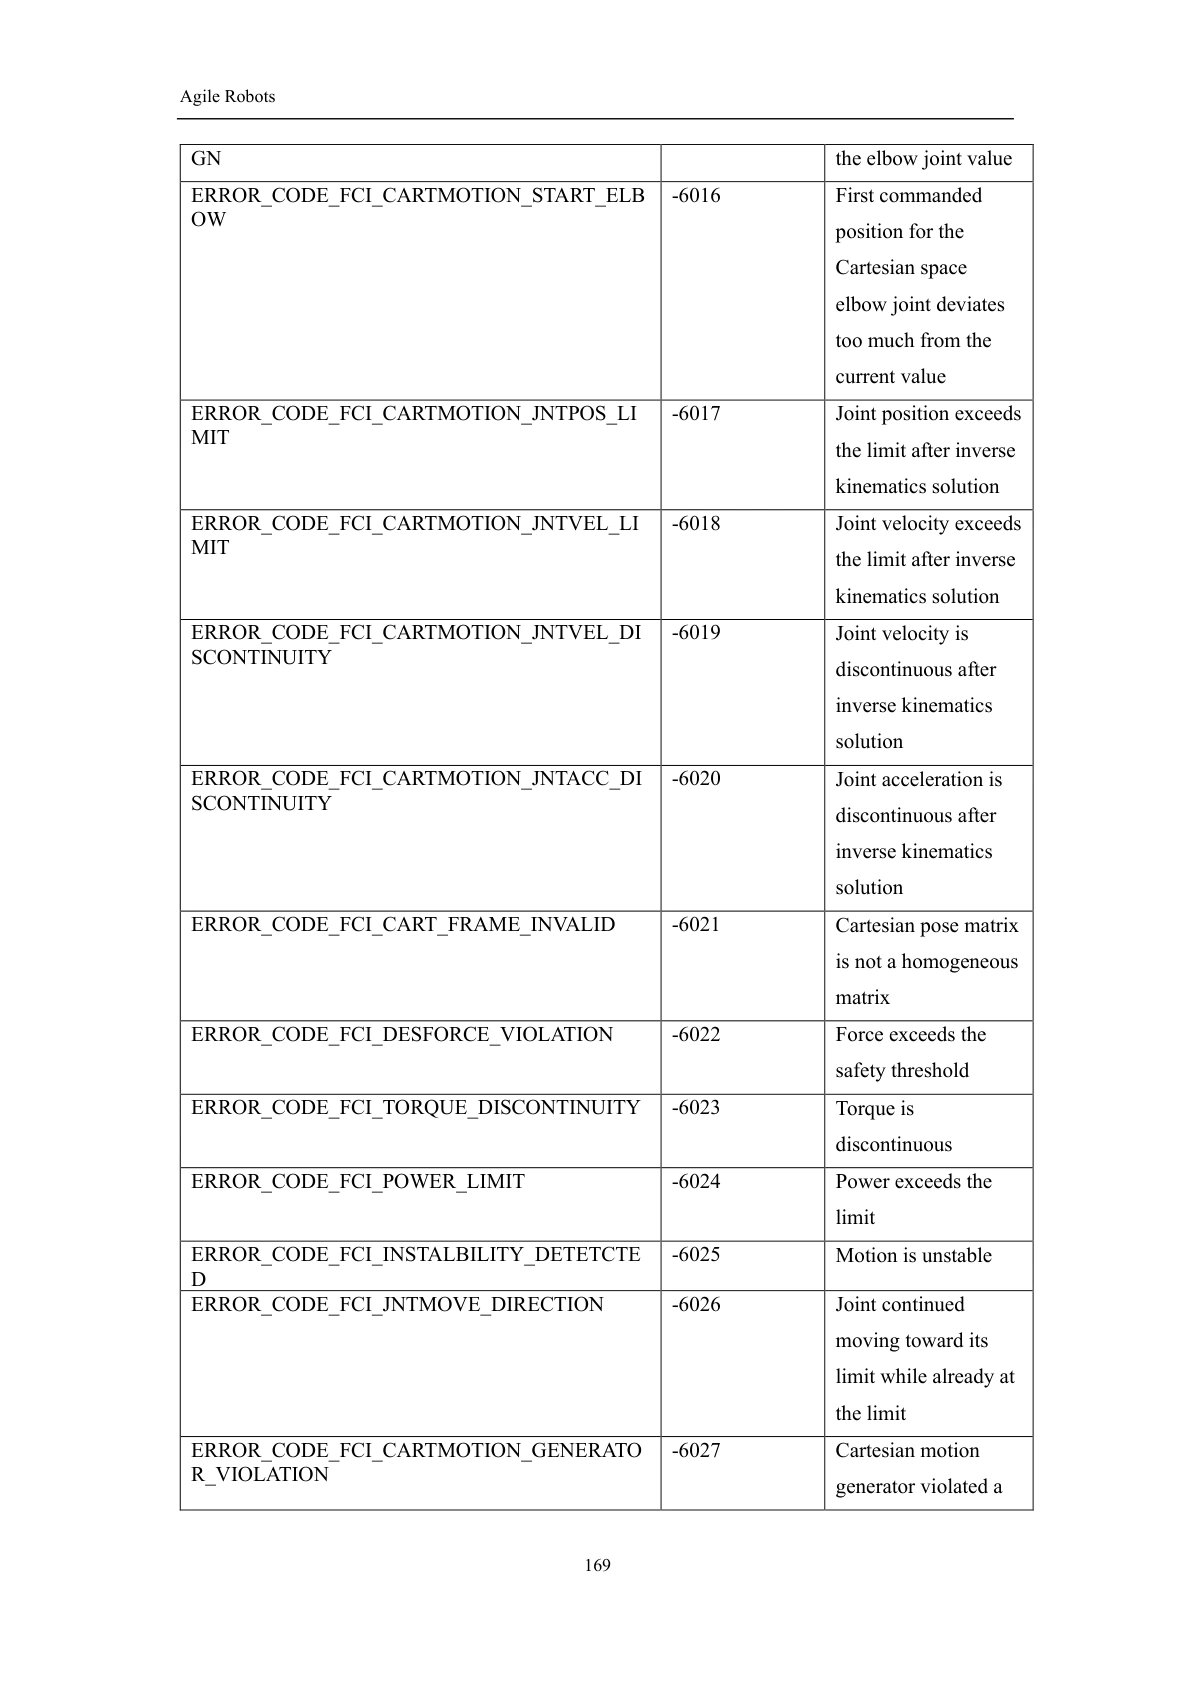 Agile Robots
GN
the elbow joint value
ERROR_CODE_FCI_CARTMOTION_START_ELB
OW
-6016
First commanded
position for the
Cartesian space
elbow joint deviates
too much from the
current value
ERROR_CODE_FCI_CARTMOTION_JNTPOS_LI
MIT
-6017
Joint position exceeds
the limit after inverse
kinematics solution
ERROR_CODE_FCI_CARTMOTION_JNTVEL_LI
MIT
-6018
Joint velocity exceeds
the limit after inverse
kinematics solution
ERROR_CODE_FCI_CARTMOTION_JNTVEL_DI
SCONTINUITY
-6019
Joint velocity is
discontinuous after
inverse kinematics
solution
ERROR_CODE_FCI_CARTMOTION_JNTACC_DI
SCONTINUITY
-6020
Joint acceleration is
discontinuous after
inverse kinematics
solution
ERROR_CODE_FCI_CART_FRAME_INVALID
-6021
Cartesian pose matrix
is not a homogeneous
matrix
ERROR_CODE_FCI_DESFORCE_VIOLATION
-6022
Force exceeds the
safety threshold
ERROR_CODE_FCI_TORQUE_DISCONTINUITY
-6023
Torque is
discontinuous
ERROR_CODE_FCI_POWER_LIMIT
-6024
Power exceeds the
limit
ERROR_CODE_FCI_INSTALBILITY_DETETCTE
D
-6025
Motion is unstable
ERROR_CODE_FCI_JNTMOVE_DIRECTION
-6026
Joint continued
moving toward its
limit while already at
the limit
ERROR_CODE_FCI_CARTMOTION_GENERATO
R_VIOLATION
-6027
Cartesian motion
generator violated a
169